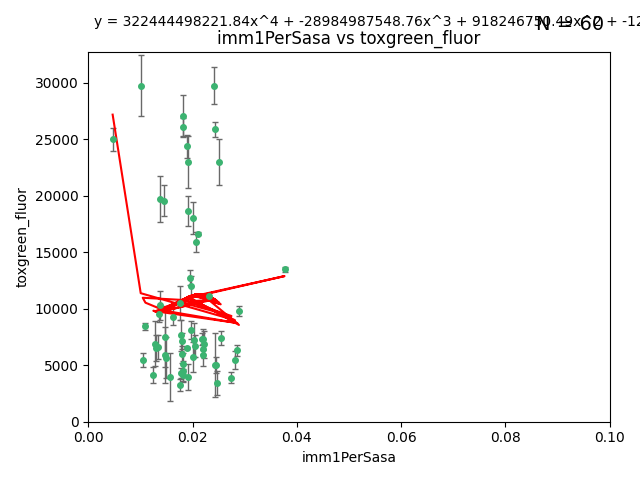 y = 322444498221.84x^4 + -28984987548.76x^3 + 918246750.49x^2 + -12
N = 60
imm1PerSasa vs toxgreen_fluor
30000
25000
20000
15000
10000
5000
0
toxgreen_fluor
0.00 0.02 0.04 0.06 0.08 0.10
imm1PerSasa